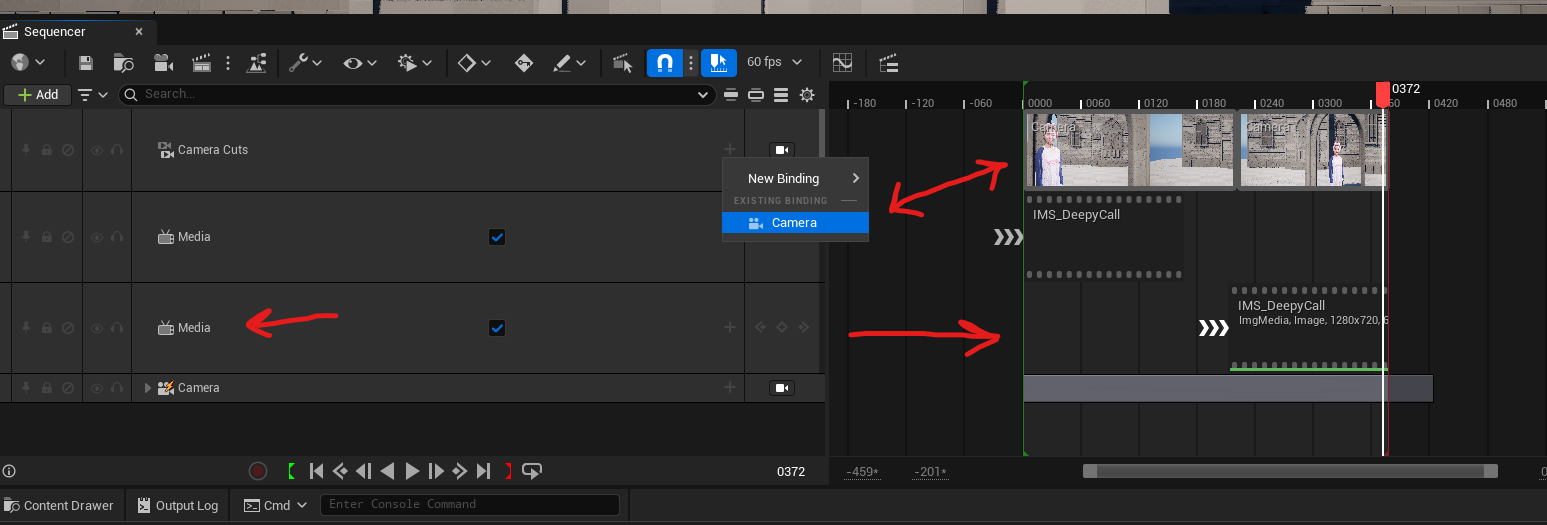 Sequencer
60 fps
Add
Search...
0372
-180 -120 -060 0000 0060 0120 0180 0240 0300 0420 0480
Camera Cuts
Camera
Camera
New Binding
EXISTING BINDING
Camera
Media
IMS_DeepyCall
Media
IMS_DeepyCall
ImgMedia, Image, 1280x720, 6
Camera
0372
-459*
-201*
Content Drawer
Output Log
Cmd
Enter Console Command